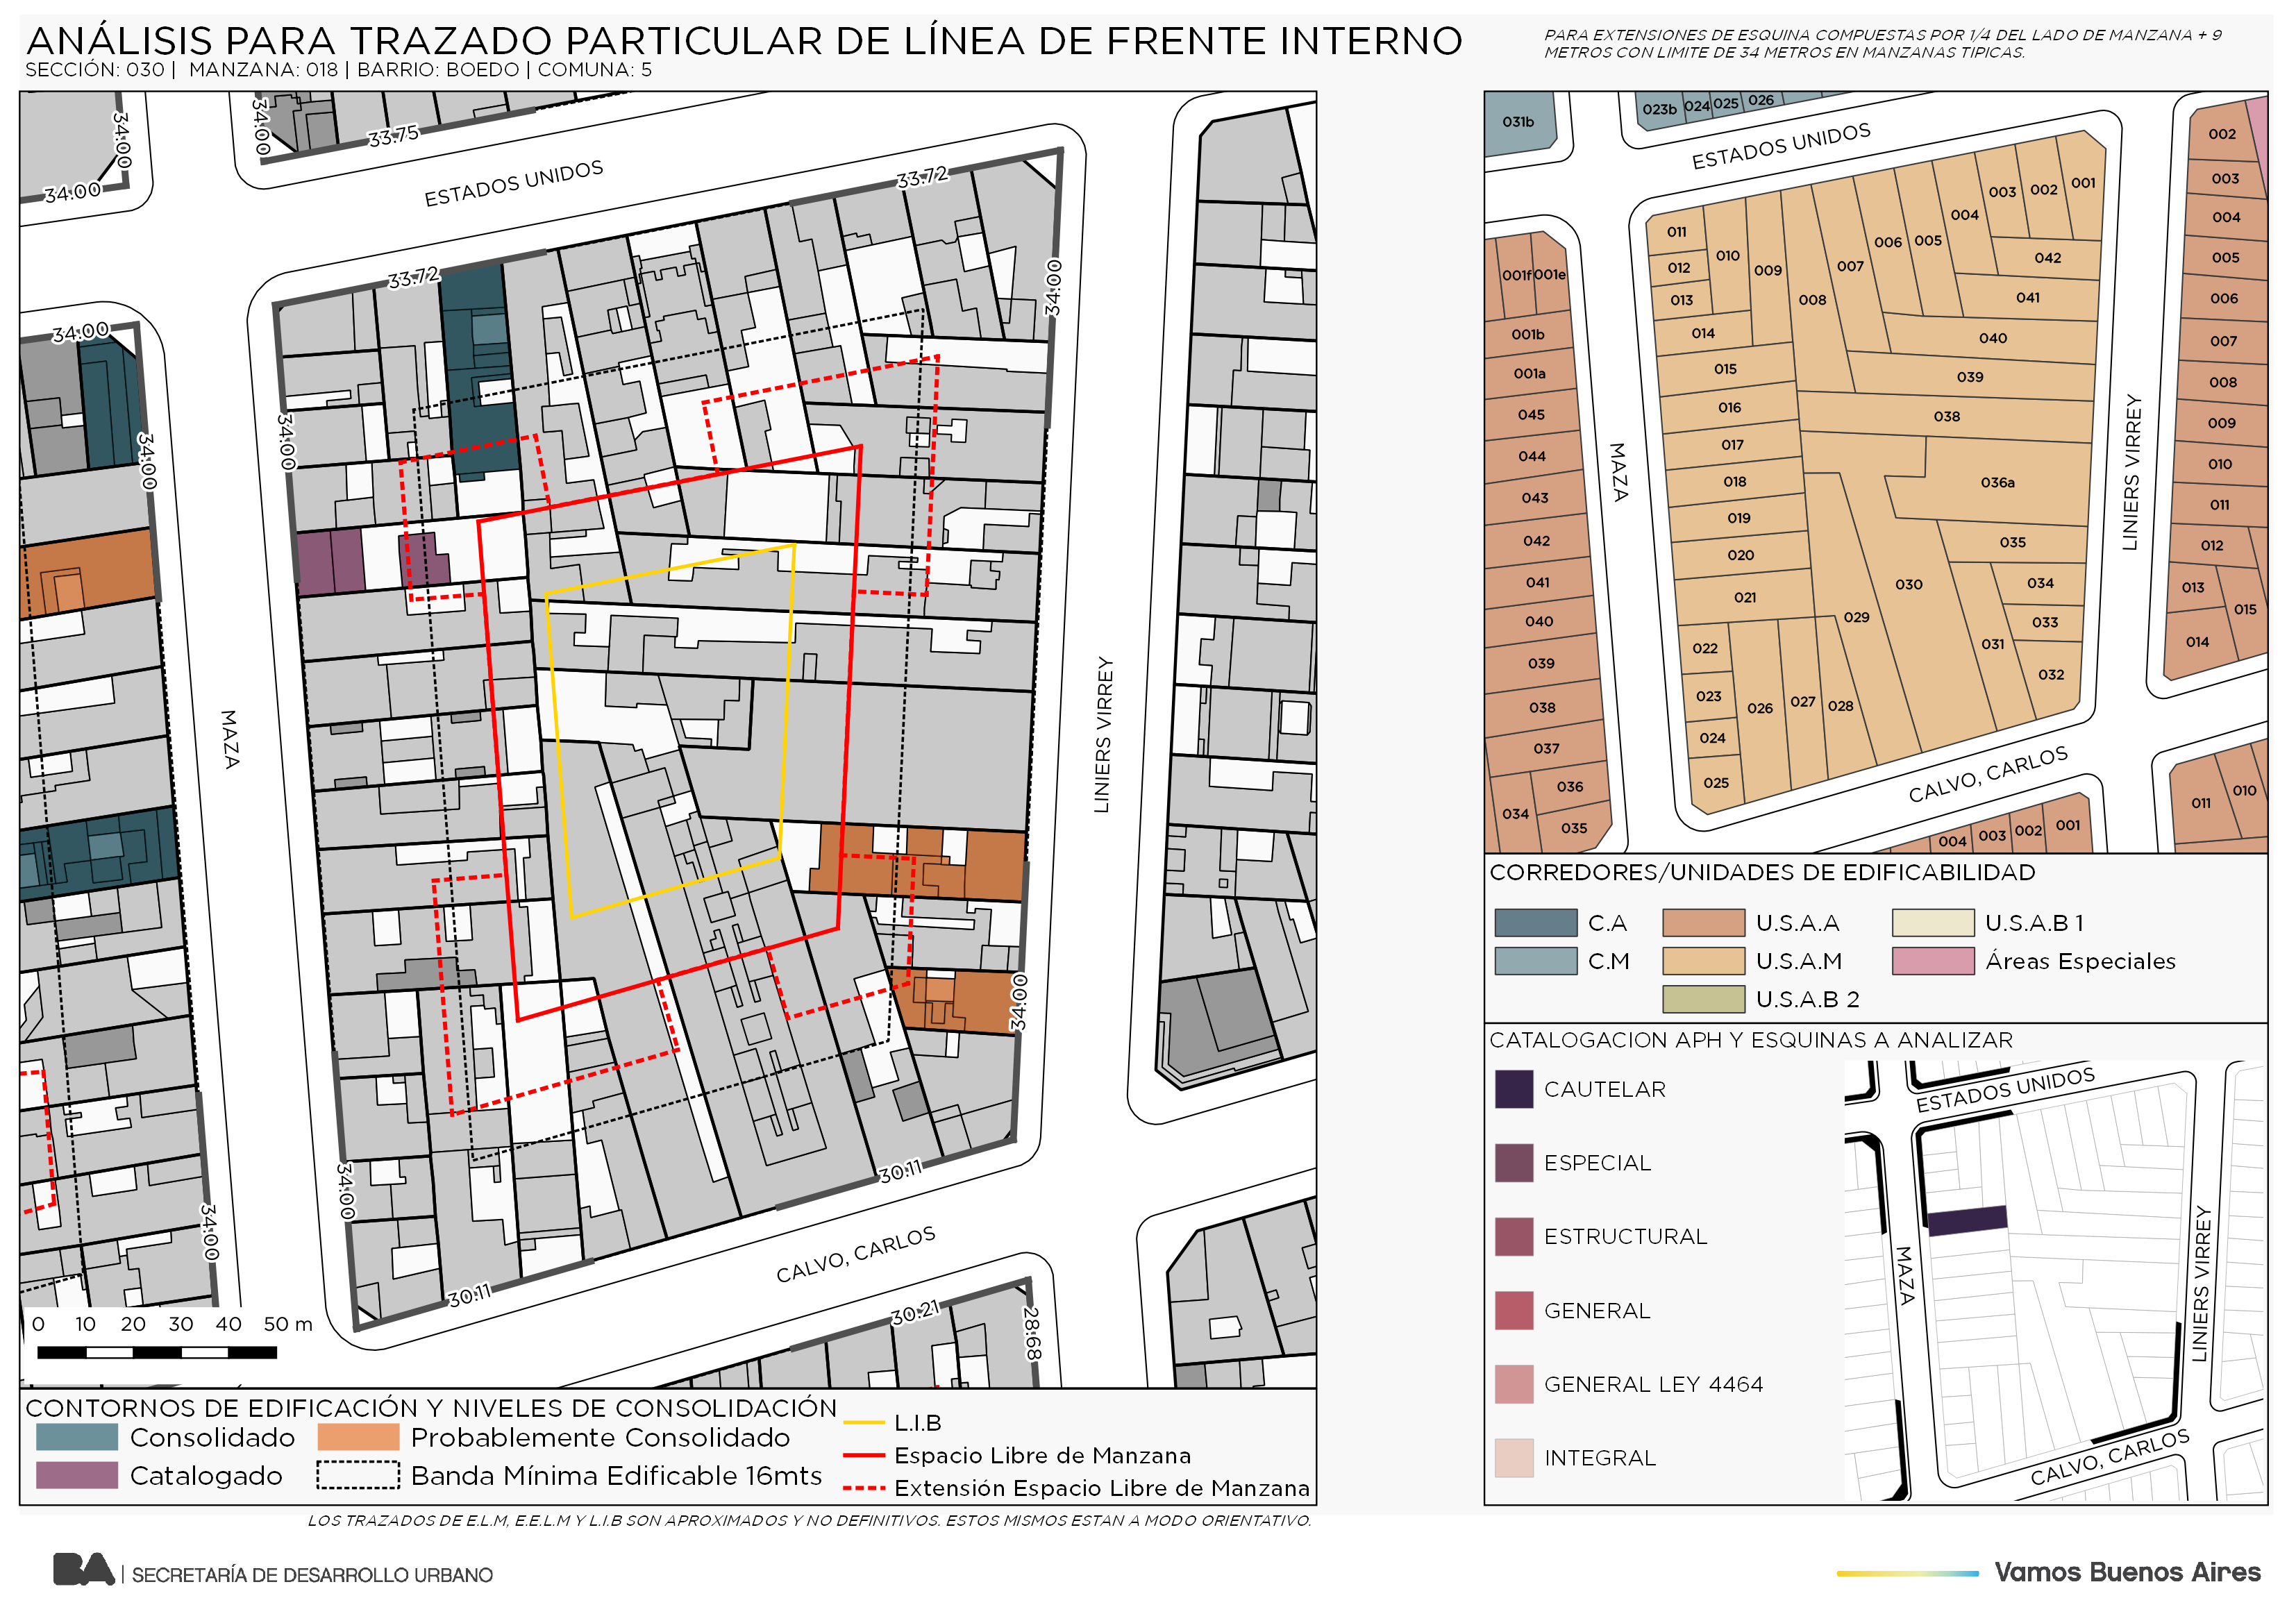 ANÁLISIS PARA TRAZADO PARTICULAR DE LÍNEA DE FRENTE INTERNO
SECCIÓN: 030 | MANZANA: 018 | BARRIO: BOEDO | COMUNA: 5
PARA EXTENSIONES DE ESQUINA COMPUESTAS POR 1/4 DEL LADO DE MANZANA + 9
METROS CON LIMITE DE 34 METROS EN MANZANAS TIPICAS.
34.00
34.00
34.00
33.75
ESTADOS UNIDOS
33.72
33.72
34.00
34.00
34.00
34.00
MAZA
LINIERS VIRREY
34.00
34.00
34.00
30.11
30.11
CALVO, CARLOS
30.21
28.68
0 10 20 30 40 50 m
CONTORNOS DE EDIFICACIÓN Y NIVELES DE CONSOLIDACIÓN
Consolidado
Probablemente Consolidado
Catalogado
Banda Mínima Edificable 16mts
L.I.B
Espacio Libre de Manzana
Extensión Espacio Libre de Manzana
LOS TRAZADOS DE E.L.M, E.E.L.M Y L.I.B SON APROXIMADOS Y NO DEFINITIVOS. ESTOS MISMOS ESTAN A MODO ORIENTATIVO.
031b
023b 024 025 026
ESTADOS UNIDOS
002
003
004
005
006
007
008
009
010
011
012
013
015
014
001f 001e
001b
001a
045
044
043
042
041
040
039
038
037
036
034
035
011
012
013
014
015
016
017
018
019
020
021
022
023
024
025
010
009
008
007
006
005
004
003
002
001
042
041
040
039
038
036a
035
034
033
032
031
030
029
028
027
026
MAZA
LINIERS VIRREY
CALVO, CARLOS
004 003 002 001
011 010
CORREDORES/UNIDADES DE EDIFICABILIDAD
C.A
U.S.A.A
U.S.A.B 1
C.M
U.S.A.M
Áreas Especiales
U.S.A.B 2
CATALOGACION APH Y ESQUINAS A ANALIZAR
CAUTELAR
ESPECIAL
ESTRUCTURAL
GENERAL
GENERAL LEY 4464
INTEGRAL
ESTADOS UNIDOS
MAZA
LINIERS VIRREY
CALVO, CARLOS
BA | SECRETARÍA DE DESARROLLO URBANO
Vamos Buenos Aires